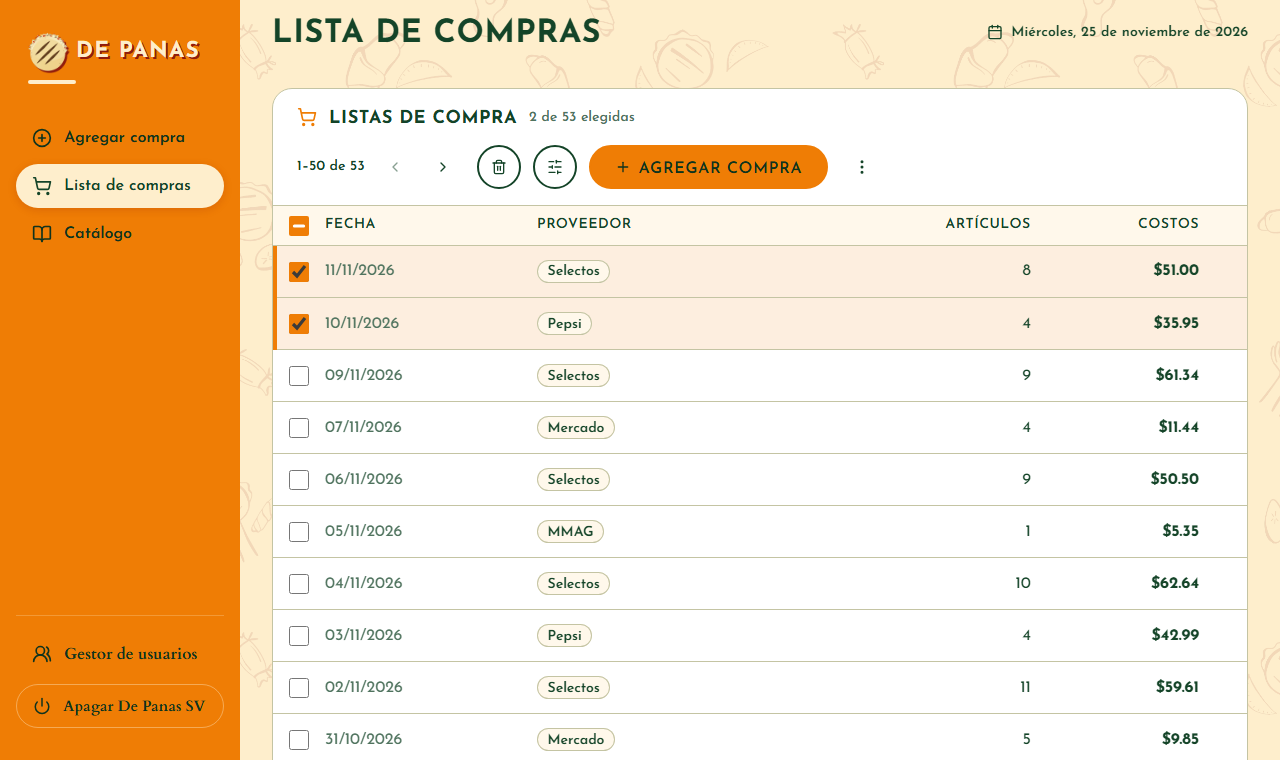 DE PANAS
Agregar compra
Lista de compras
Catálogo
Gestor de usuarios
Apagar De Panas SV
LISTA DE COMPRAS
Miércoles, 25 de noviembre de 2026
LISTAS DE COMPRA 2 de 53 elegidas
1–50 de 53
+ AGREGAR COMPRA
FECHA PROVEEDOR ARTÍCULOS COSTOS
11/11/2026 Selectos 8 $51.00
10/11/2026 Pepsi 4 $35.95
09/11/2026 Selectos 9 $61.34
07/11/2026 Mercado 4 $11.44
06/11/2026 Selectos 9 $50.50
05/11/2026 MMAG 1 $5.35
04/11/2026 Selectos 10 $62.64
03/11/2026 Pepsi 4 $42.99
02/11/2026 Selectos 11 $59.61
31/10/2026 Mercado 5 $9.85